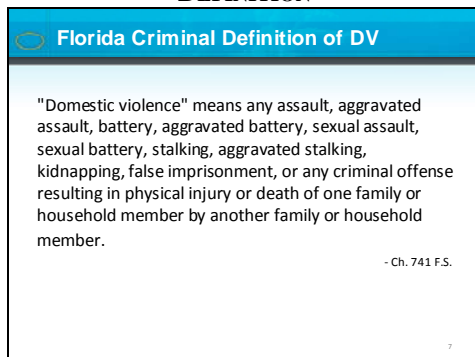 DEFINITION
Florida Criminal Definition of DV
"Domestic violence" means any assault, aggravated
assault, battery, aggravated battery, sexual assault,
sexual battery, stalking, aggravated stalking,
kidnapping, false imprisonment, or any criminal offense
resulting in physical injury or death of one family or
household member by another family or household
member.
- Ch. 741 F.S.
7